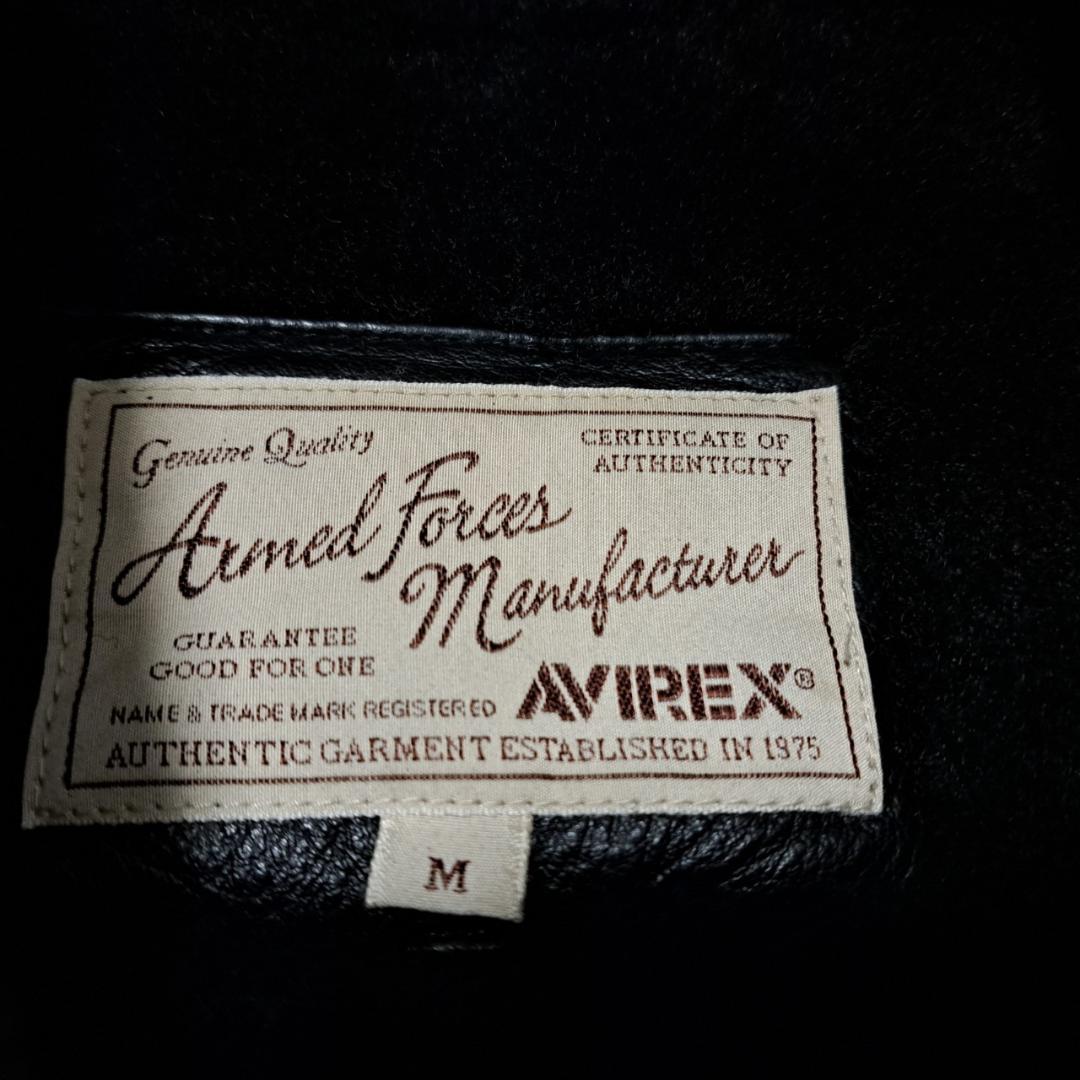 Genuine Quality
CERTIFICATE OF
AUTHENTICITY
Armed Forces
Manufacturer
GUARANTEE
GOOD FOR ONE
NAME & TRADE MARK REGISTERED
AVIREX®
AUTHENTIC GARMENT ESTABLISHED IN 1975
M